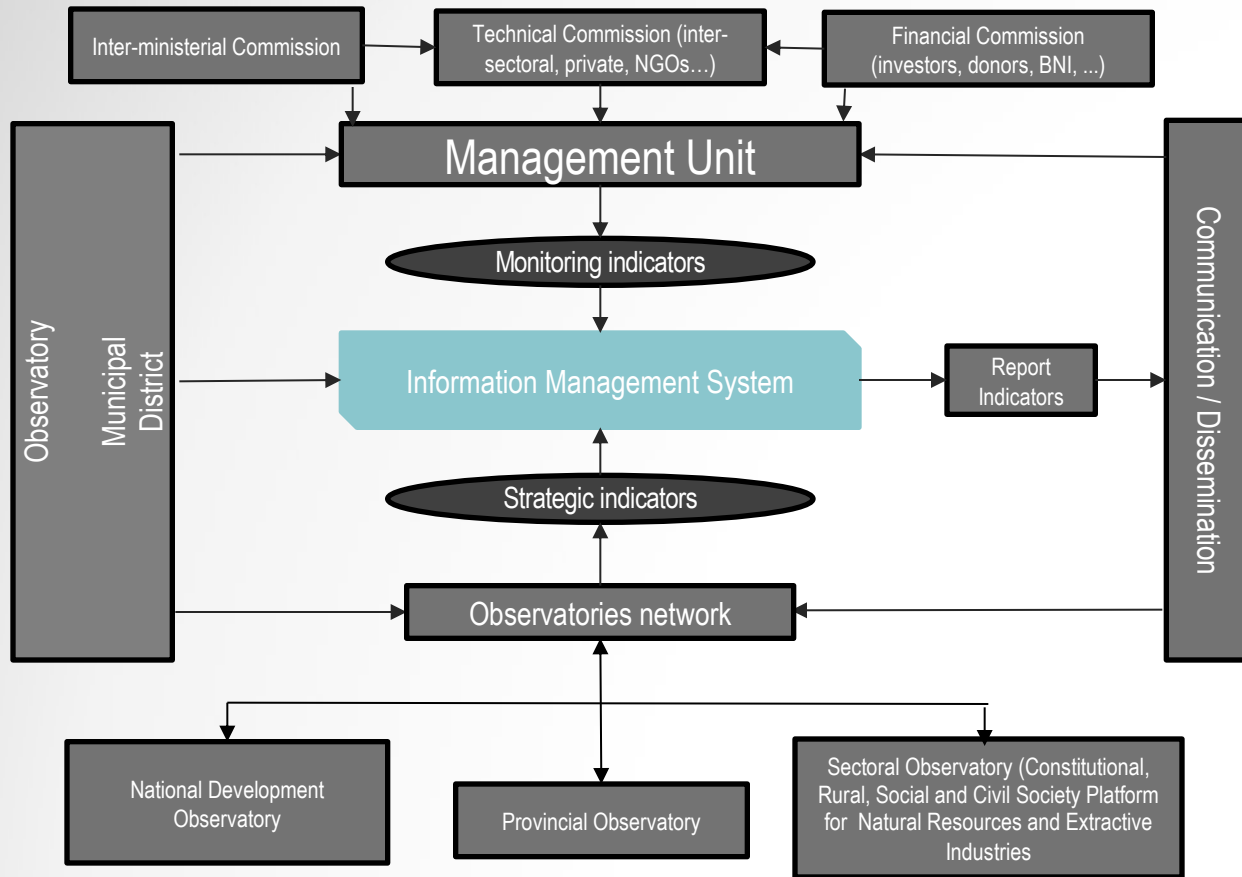 Inter-ministerial Commission
Technical Commission (inter-
sectoral, private, NGOs…)
Financial Commission
(investors, donors, BNI, ...)
Management Unit
Monitoring indicators
Observatory
Municipal
District
Information Management System
Report
Indicators
Communication / Dissemination
Strategic indicators
Observatories network
National Development
Observatory
Provincial Observatory
Sectoral Observatory (Constitutional,
Rural, Social and Civil Society Platform
for Natural Resources and Extractive
Industries